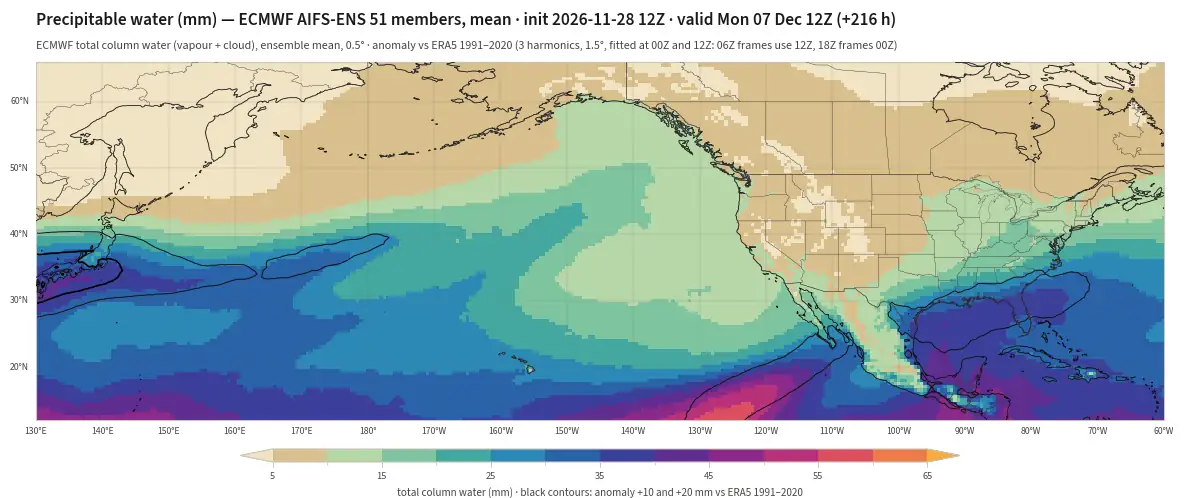 Precipitable water (mm) — ECMWF AIFS-ENS 51 members, mean · init 2026-11-28 12Z · valid Mon 07 Dec 12Z (+216 h)
ECMWF total column water (vapour + cloud), ensemble mean, 0.5° · anomaly vs ERA5 1991–2020 (3 harmonics, 1.5°, fitted at 00Z and 12Z: 06Z frames use 12Z, 18Z frames 00Z)
60°N
50°N
40°N
30°N
20°N
130°E 140°E 150°E 160°E 170°E 180° 170°W 160°W 150°W 140°W 130°W 120°W 110°W 100°W 90°W 80°W 70°W 60°W
5 15 25 35 45 55 65
total column water (mm) · black contours: anomaly +10 and +20 mm vs ERA5 1991–2020